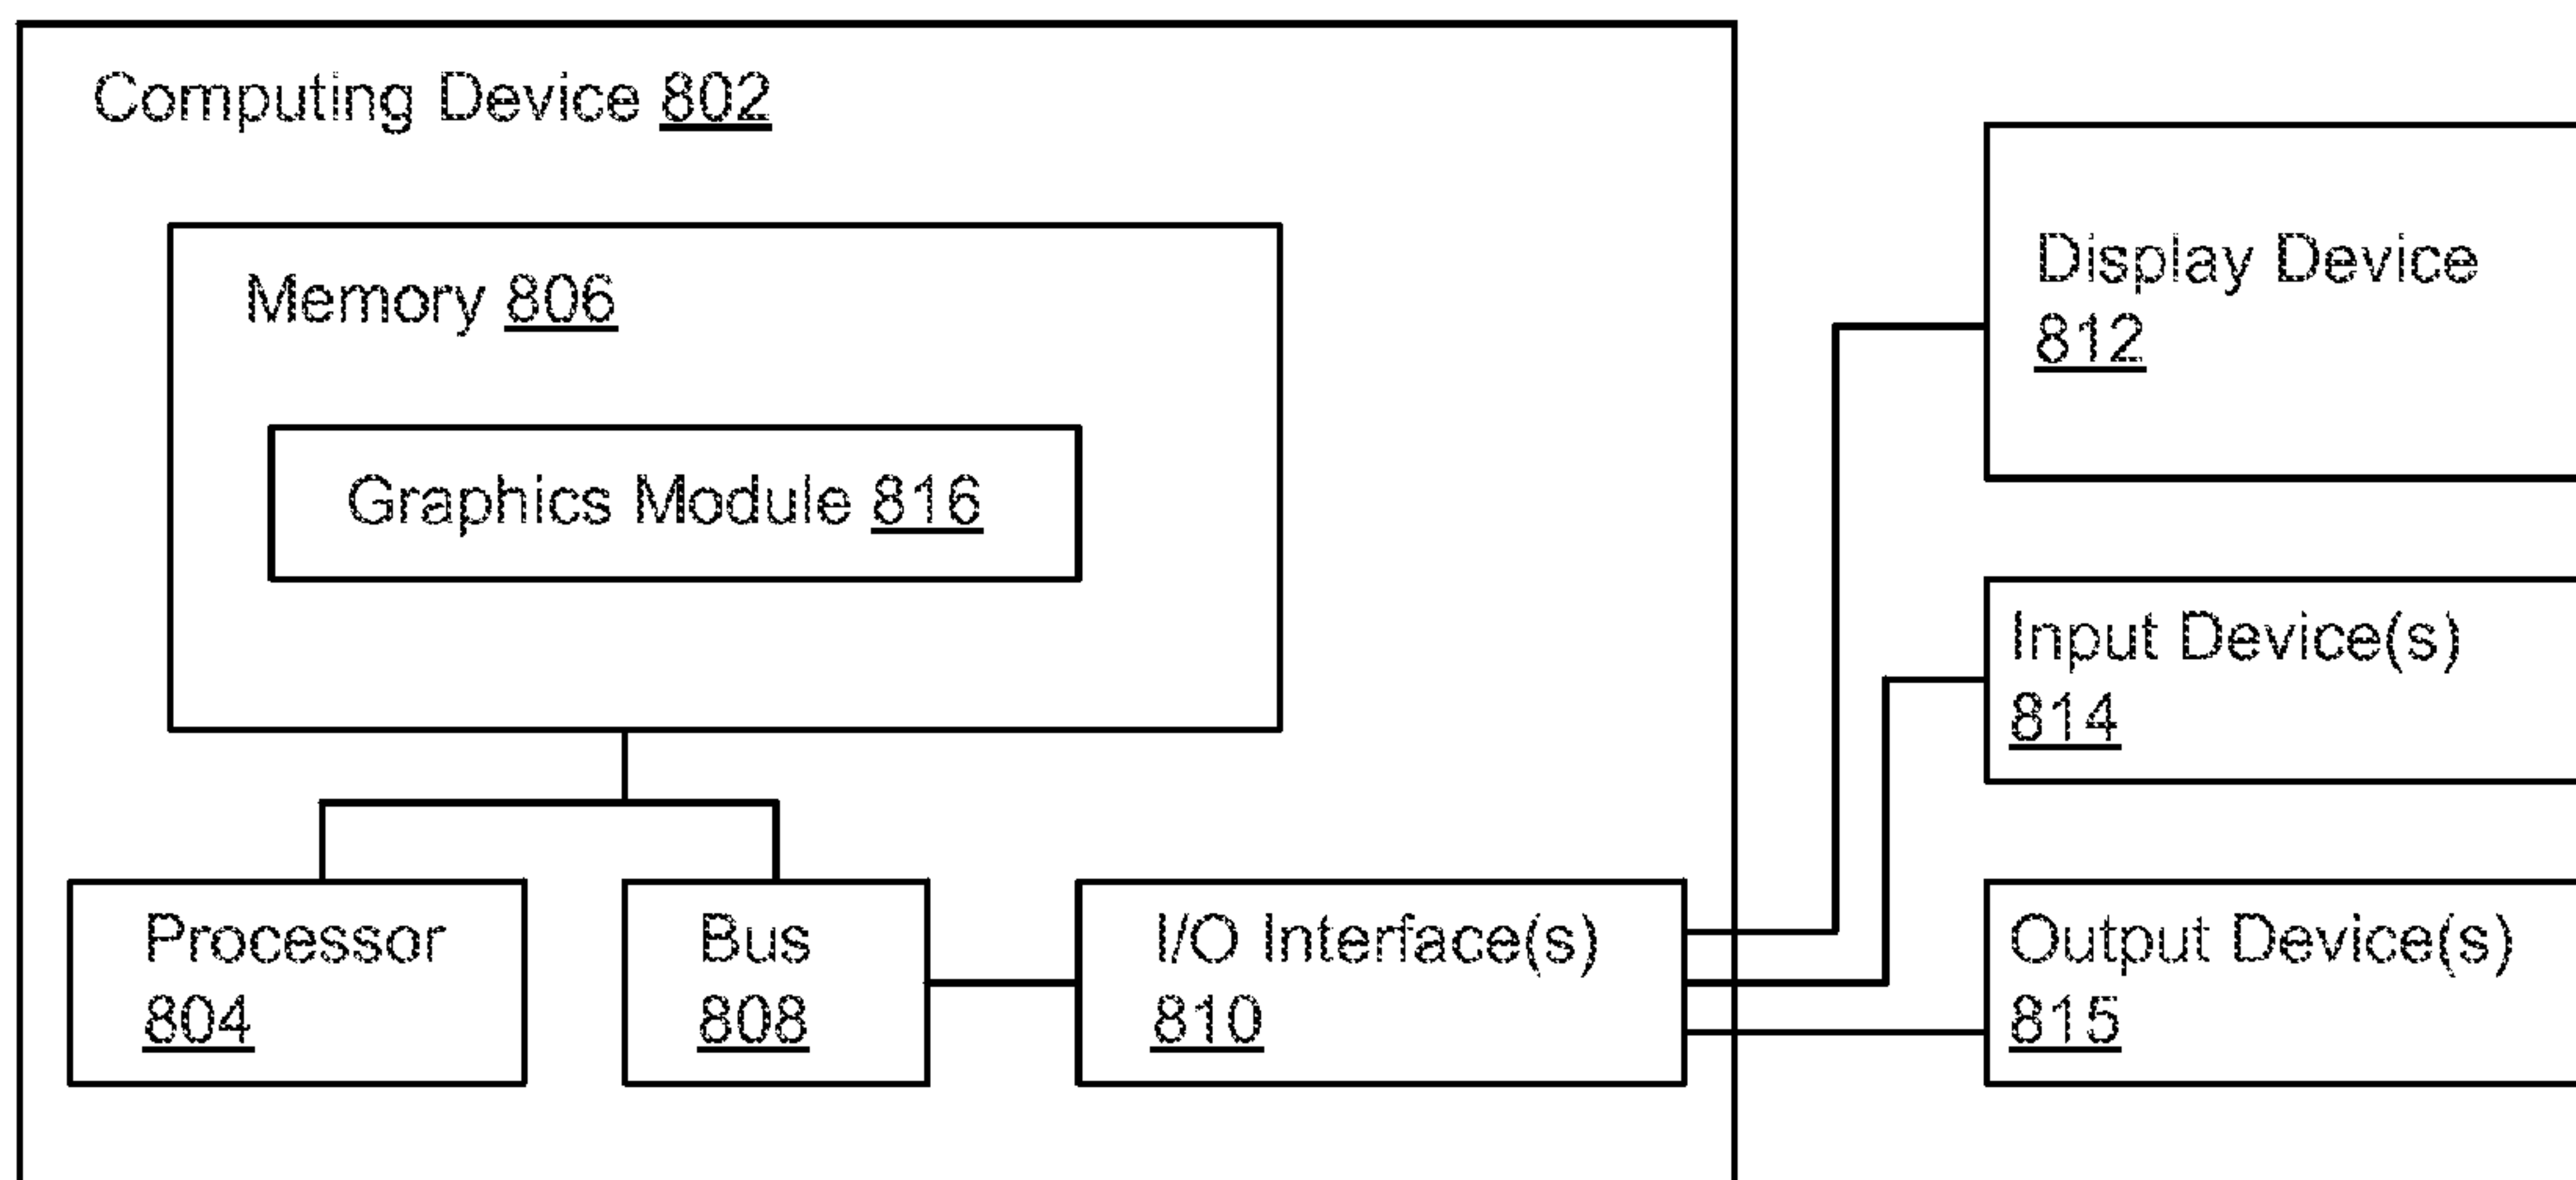 Computing Device 802
Memory 806
Graphics Module 816
Processor
804
Bus
808
I/O Interface(s)
810
Display Device
812
Input Device(s)
814
Output Device(s)
815